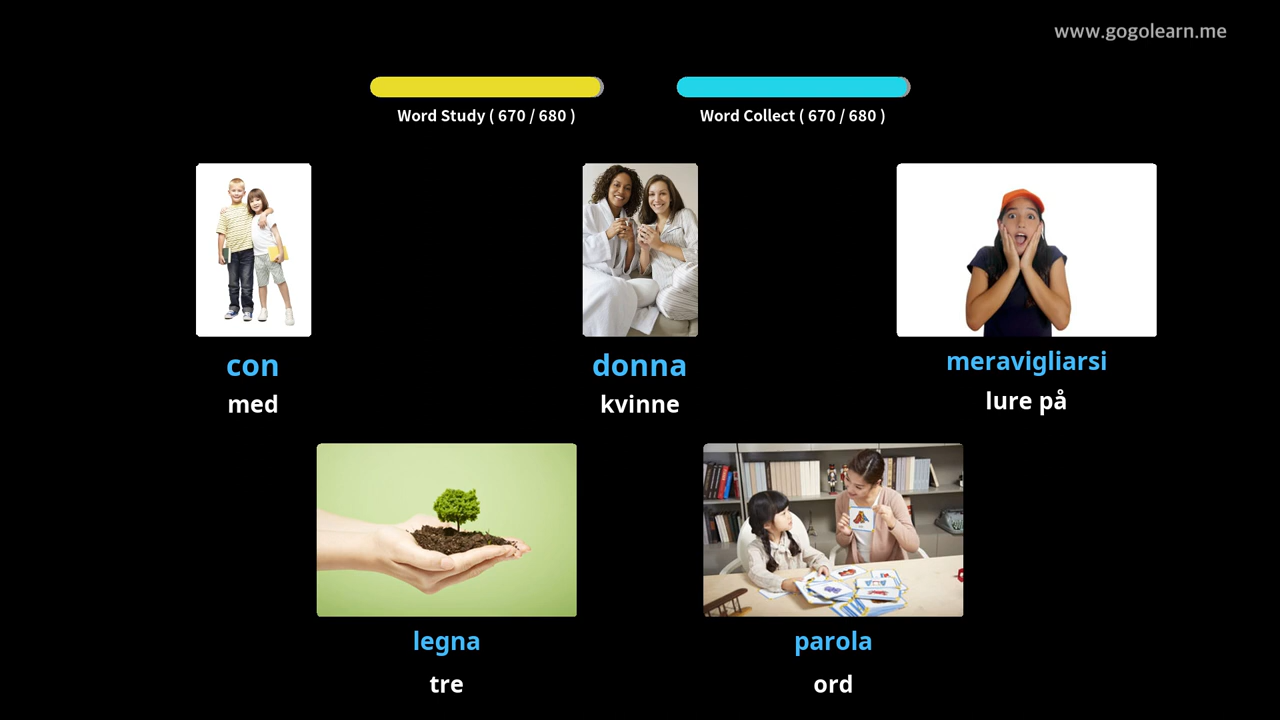 www.gogolearn.me
Word Study ( 670 / 680 )
Word Collect ( 670 / 680 )
con
med
donna
kvinne
meravigliarsi
lure på
legna
tre
parola
ord